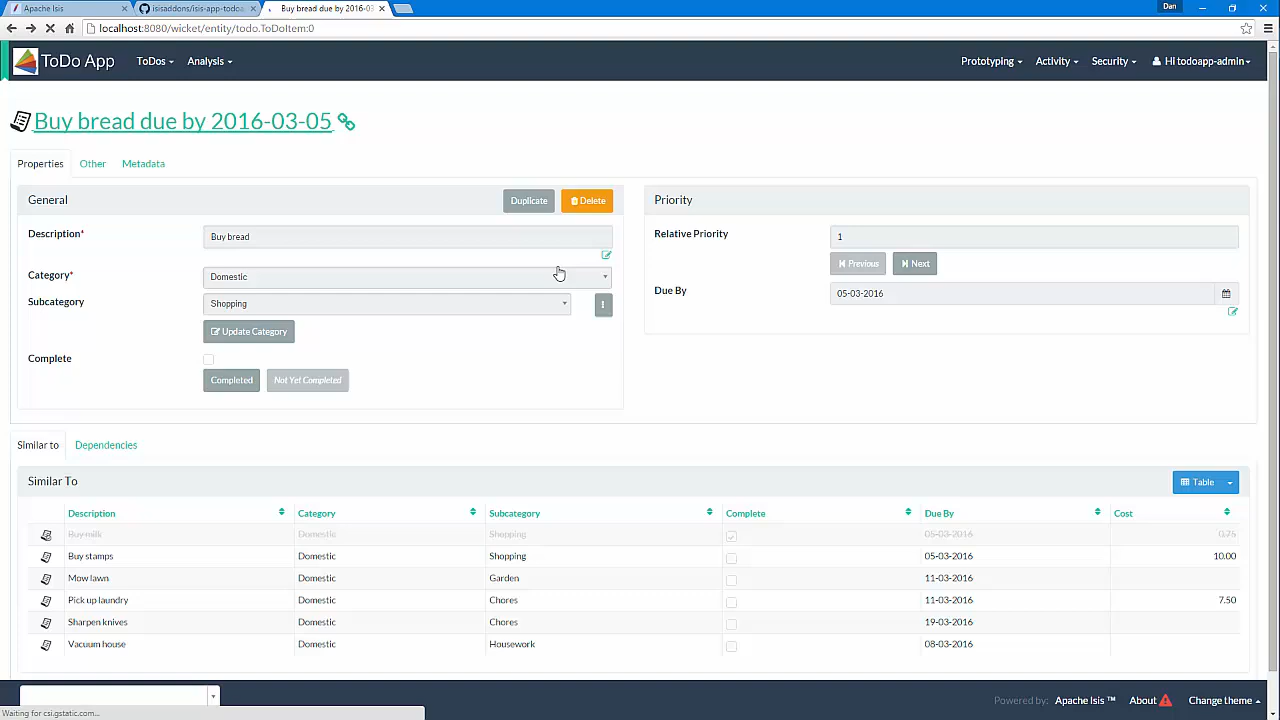 Apache Isis
isisaddons/isis-app-todoa
Buy bread due by 2016-03
Dan
localhost:8080/wicket/entity/todo.ToDoItem:0
ToDo App
ToDos
Analysis
Prototyping
Activity
Security
Hi todoapp-admin
Buy bread due by 2016-03-05
Properties
Other
Metadata
General
Duplicate
Delete
Priority
Description*
Buy bread
Relative Priority
1
Category*
Domestic
Previous
Next
Subcategory
Shopping
Due By
05-03-2016
Update Category
Complete
Completed
Not Yet Completed
Similar to
Dependencies
Similar To
Table
Description Category Subcategory Complete Due By Cost
Buy milk Domestic Shopping 05-03-2016 0.75
Buy stamps Domestic Shopping 05-03-2016 10.00
Mow lawn Domestic Garden 11-03-2016
Pick up laundry Domestic Chores 11-03-2016 7.50
Sharpen knives Domestic Chores 19-03-2016
Vacuum house Domestic Housework 08-03-2016
Powered by: Apache Isis ™ About Change theme
Waiting for csi.gstatic.com...